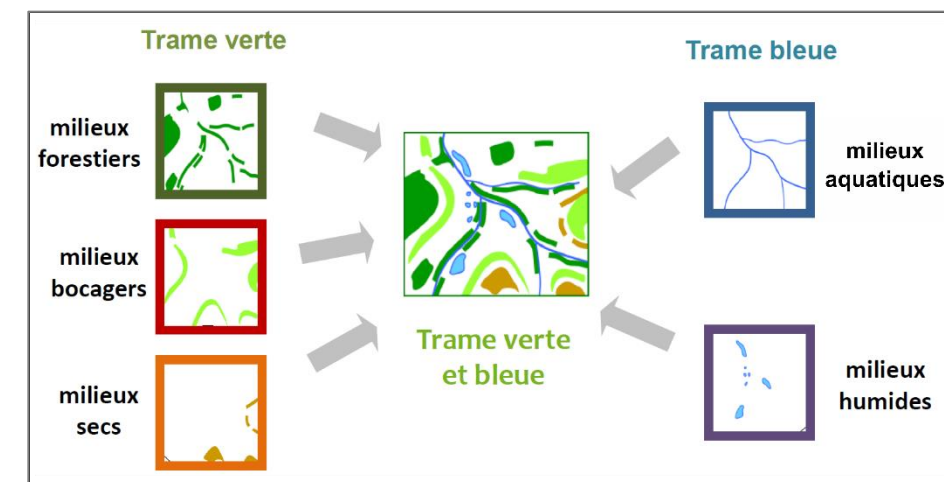 Trame verte
milieux
forestiers
milieux
bocagers
milieux
secs
Trame verte
et bleue
Trame bleue
milieux
aquatiques
milieux
humides